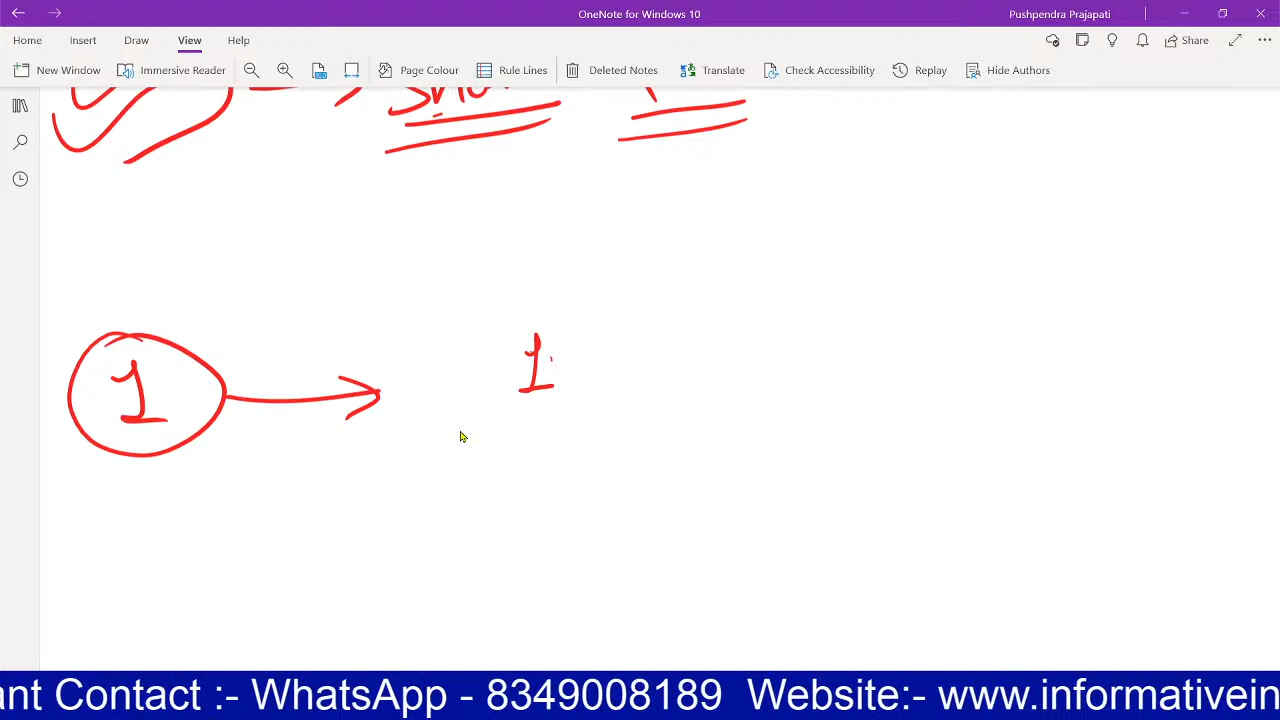 OneNote for Windows 10 Pushpendra Prajapati
Home Insert Draw View Help Share
New Window Immersive Reader Page Colour Rule Lines Deleted Notes Translate Check Accessibility Replay Hide Authors
1 1
ant Contact :- WhatsApp - 8349008189 Website:- www.informativein